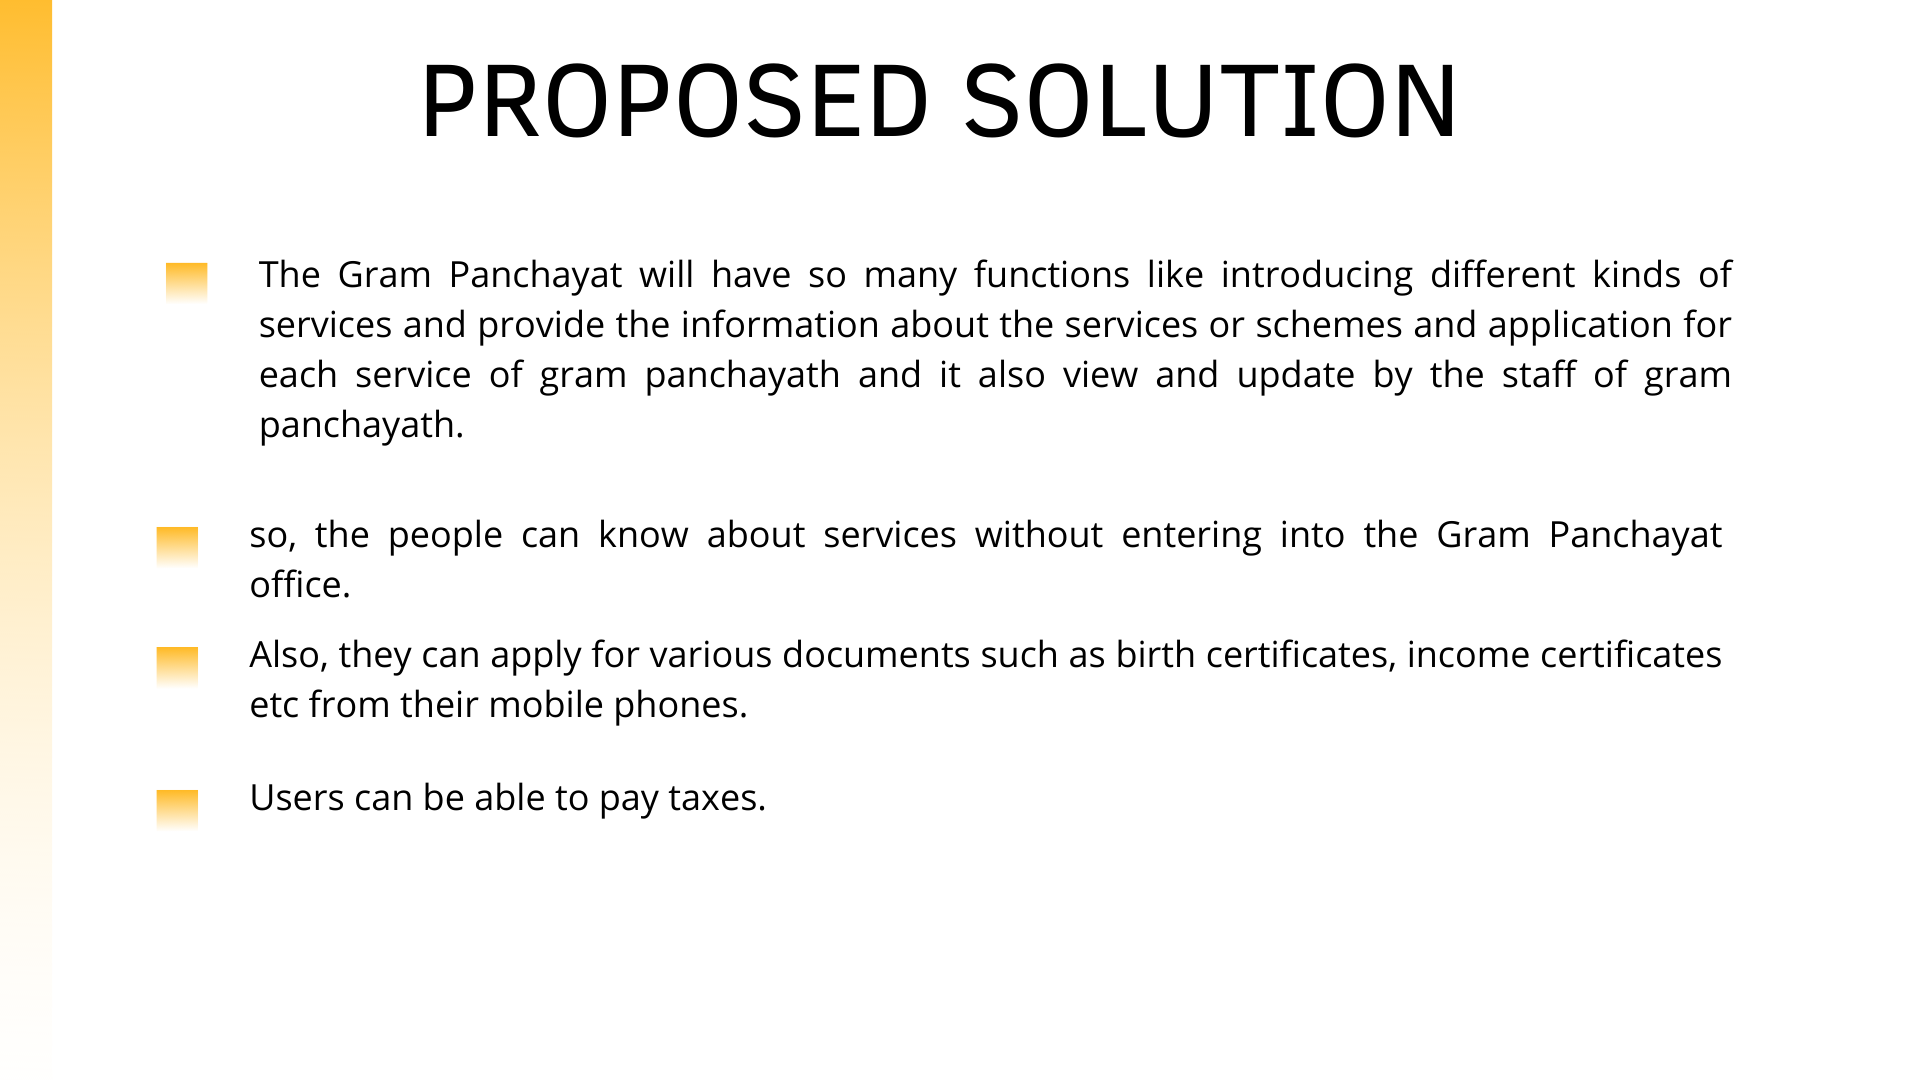 PROPOSED SOLUTION
The Gram Panchayat will have so many functions like introducing different kinds of
services and provide the information about the services or schemes and application for
each service of gram panchayath and it also view and update by the staff of gram
panchayath.
so, the people can know about services without entering into the Gram Panchayat
office.
Also, they can apply for various documents such as birth certificates, income certificates
etc from their mobile phones.
Users can be able to pay taxes.